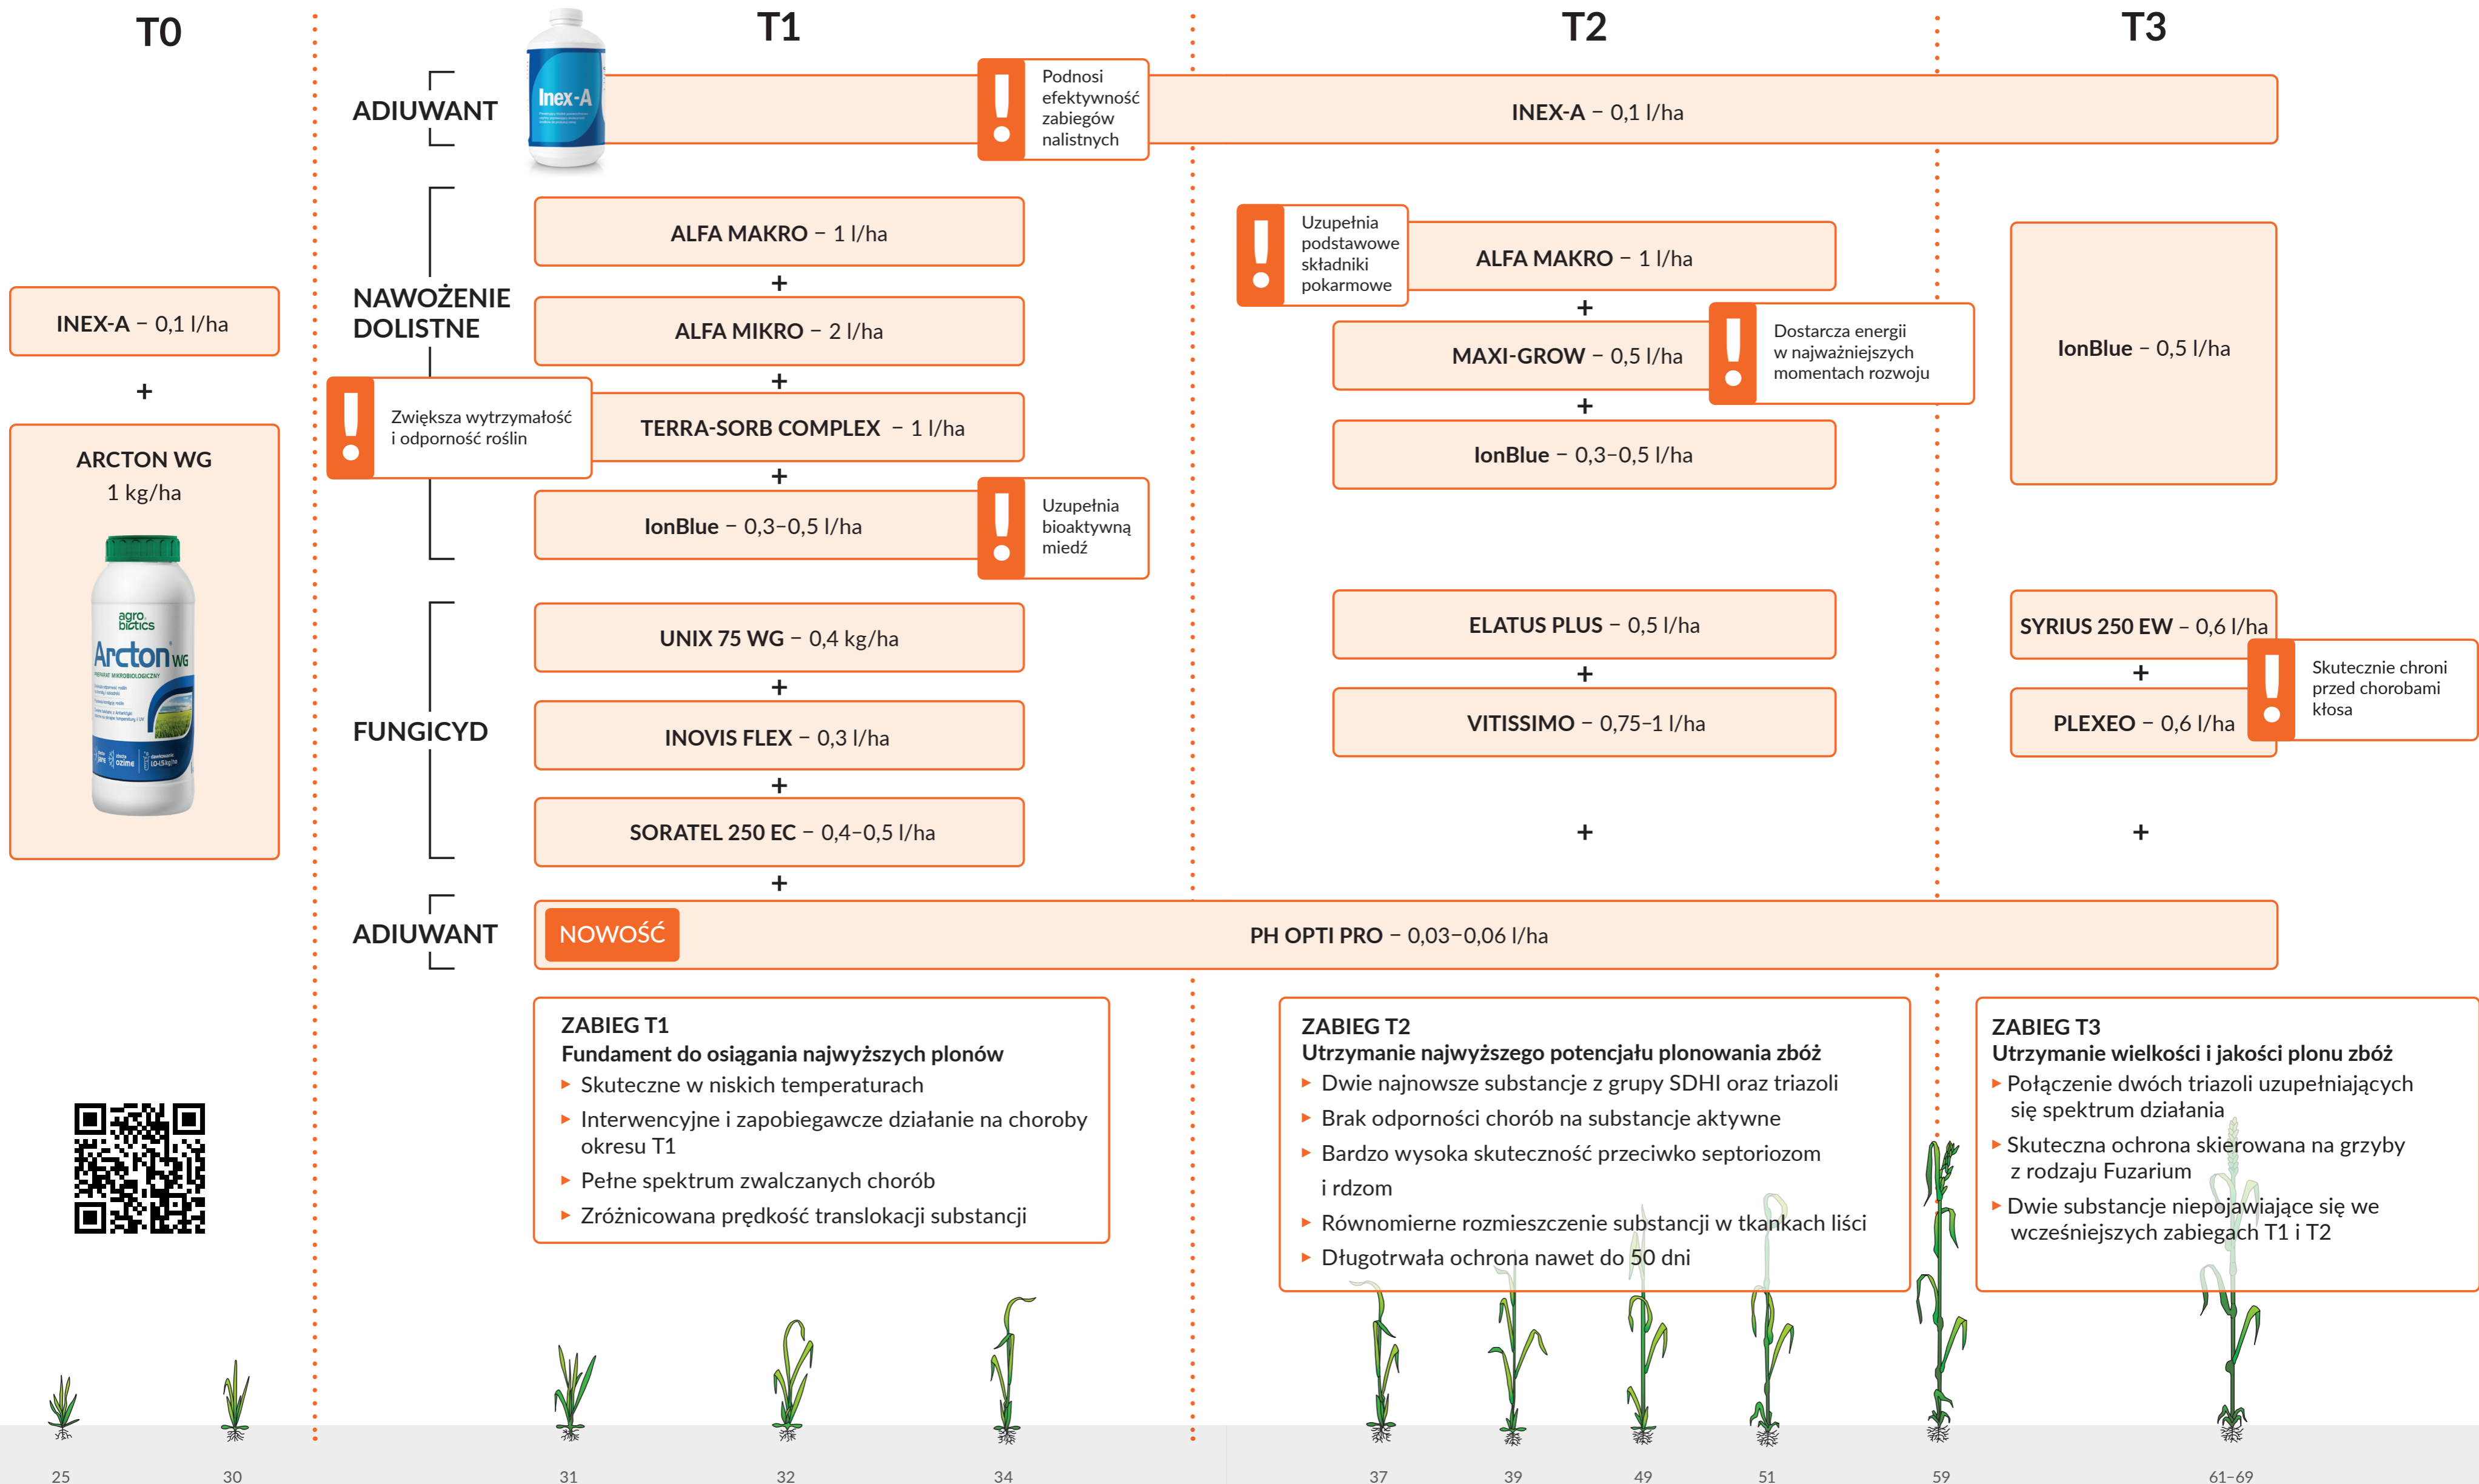 T0
T1
T2
T3
ADIUWANT
Inex-A
Podnosi
efektywność
zabiegów
nalistnych
INEX-A – 0,1 l/ha
NAWOŻENIE
DOLISTNE
INEX-A – 0,1 l/ha
+
ARCTON WG
1 kg/ha
agro.
biotics
Arcton WG
PREPARAT MIKROBIOLOGICZNY
ALFA MAKRO – 1 l/ha
+
ALFA MIKRO – 2 l/ha
+
Zwiększa wytrzymałość
i odporność roślin
TERRA-SORB COMPLEX – 1 l/ha
+
IonBlue – 0,3–0,5 l/ha
Uzupełnia
bioaktywną
miedź
Uzupełnia
podstawowe
składniki
pokarmowe
ALFA MAKRO – 1 l/ha
+
MAXI-GROW – 0,5 l/ha
Dostarcza energii
w najważniejszych
momentach rozwoju
+
IonBlue – 0,3–0,5 l/ha
IonBlue – 0,5 l/ha
FUNGICYD
UNIX 75 WG – 0,4 kg/ha
+
INOVIS FLEX – 0,3 l/ha
+
SORATEL 250 EC – 0,4–0,5 l/ha
+
ELATUS PLUS – 0,5 l/ha
+
VITISSIMO – 0,75–1 l/ha
+
SYRIUS 250 EW – 0,6 l/ha
+
PLEXEO – 0,6 l/ha
Skutecznie chroni
przed chorobami
kłosa
+
ADIUWANT
NOWOŚĆ
PH OPTI PRO – 0,03–0,06 l/ha
ZABIEG T1
Fundament do osiągania najwyższych plonów
Skuteczne w niskich temperaturach
Interwencyjne i zapobiegawcze działanie na choroby
okresu T1
Pełne spektrum zwalczanych chorób
Zróżnicowana prędkość translokacji substancji
ZABIEG T2
Utrzymanie najwyższego potencjału plonowania zbóż
Dwie najnowsze substancje z grupy SDHI oraz triazoli
Brak odporności chorób na substancje aktywne
Bardzo wysoka skuteczność przeciwko septoriozom
i rdzom
Równomierne rozmieszczenie substancji w tkankach liści
Długotrwała ochrona nawet do 50 dni
ZABIEG T3
Utrzymanie wielkości i jakości plonu zbóż
Połączenie dwóch triazoli uzupełniających
się spektrum działania
Skuteczna ochrona skierowana na grzyby
z rodzaju Fuzarium
Dwie substancje niepojawiające się we
wcześniejszych zabiegach T1 i T2
25
30
31
32
34
37
39
49
51
59
61–69